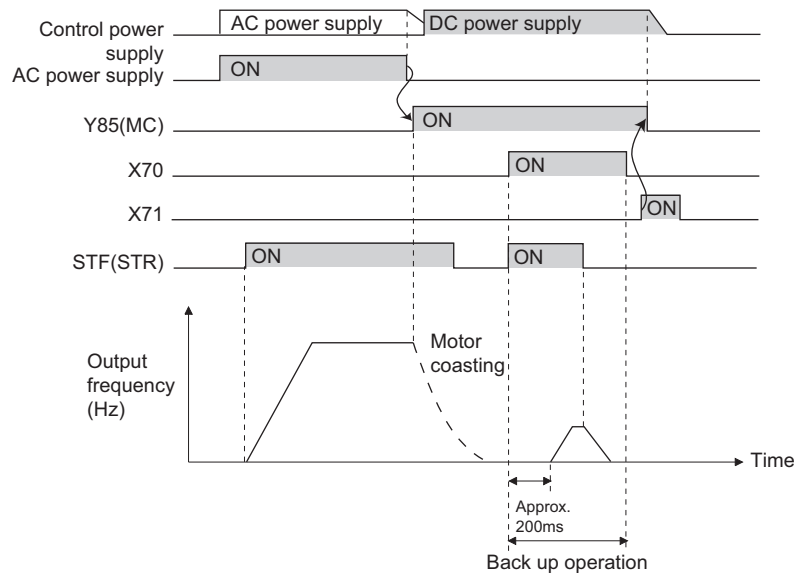 Control power
supply
AC power supply
DC power supply
AC power supply
ON
Y85(MC)
ON
X70
ON
X71
ON
STF(STR)
ON
ON
Output
frequency
(Hz)
Motor
coasting
Time
Approx.
200ms
Back up operation